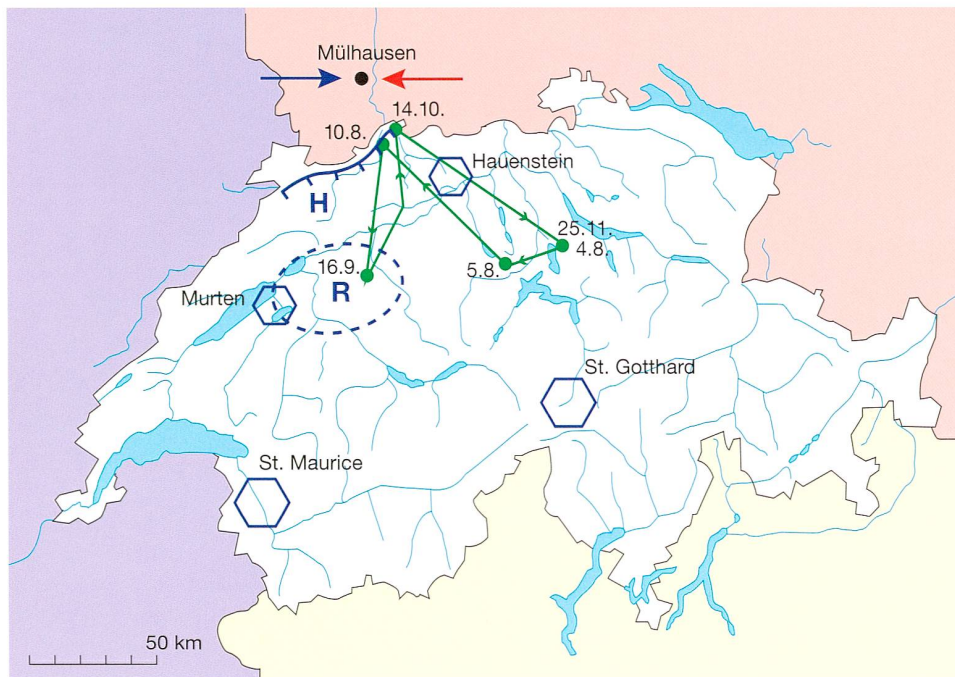 Mülhausen
14.10.
10.8.
Hauenstein
H
25.11.
4.8.
5.8.
16.9.
R
Murten
St. Gotthard
St. Maurice
50 km